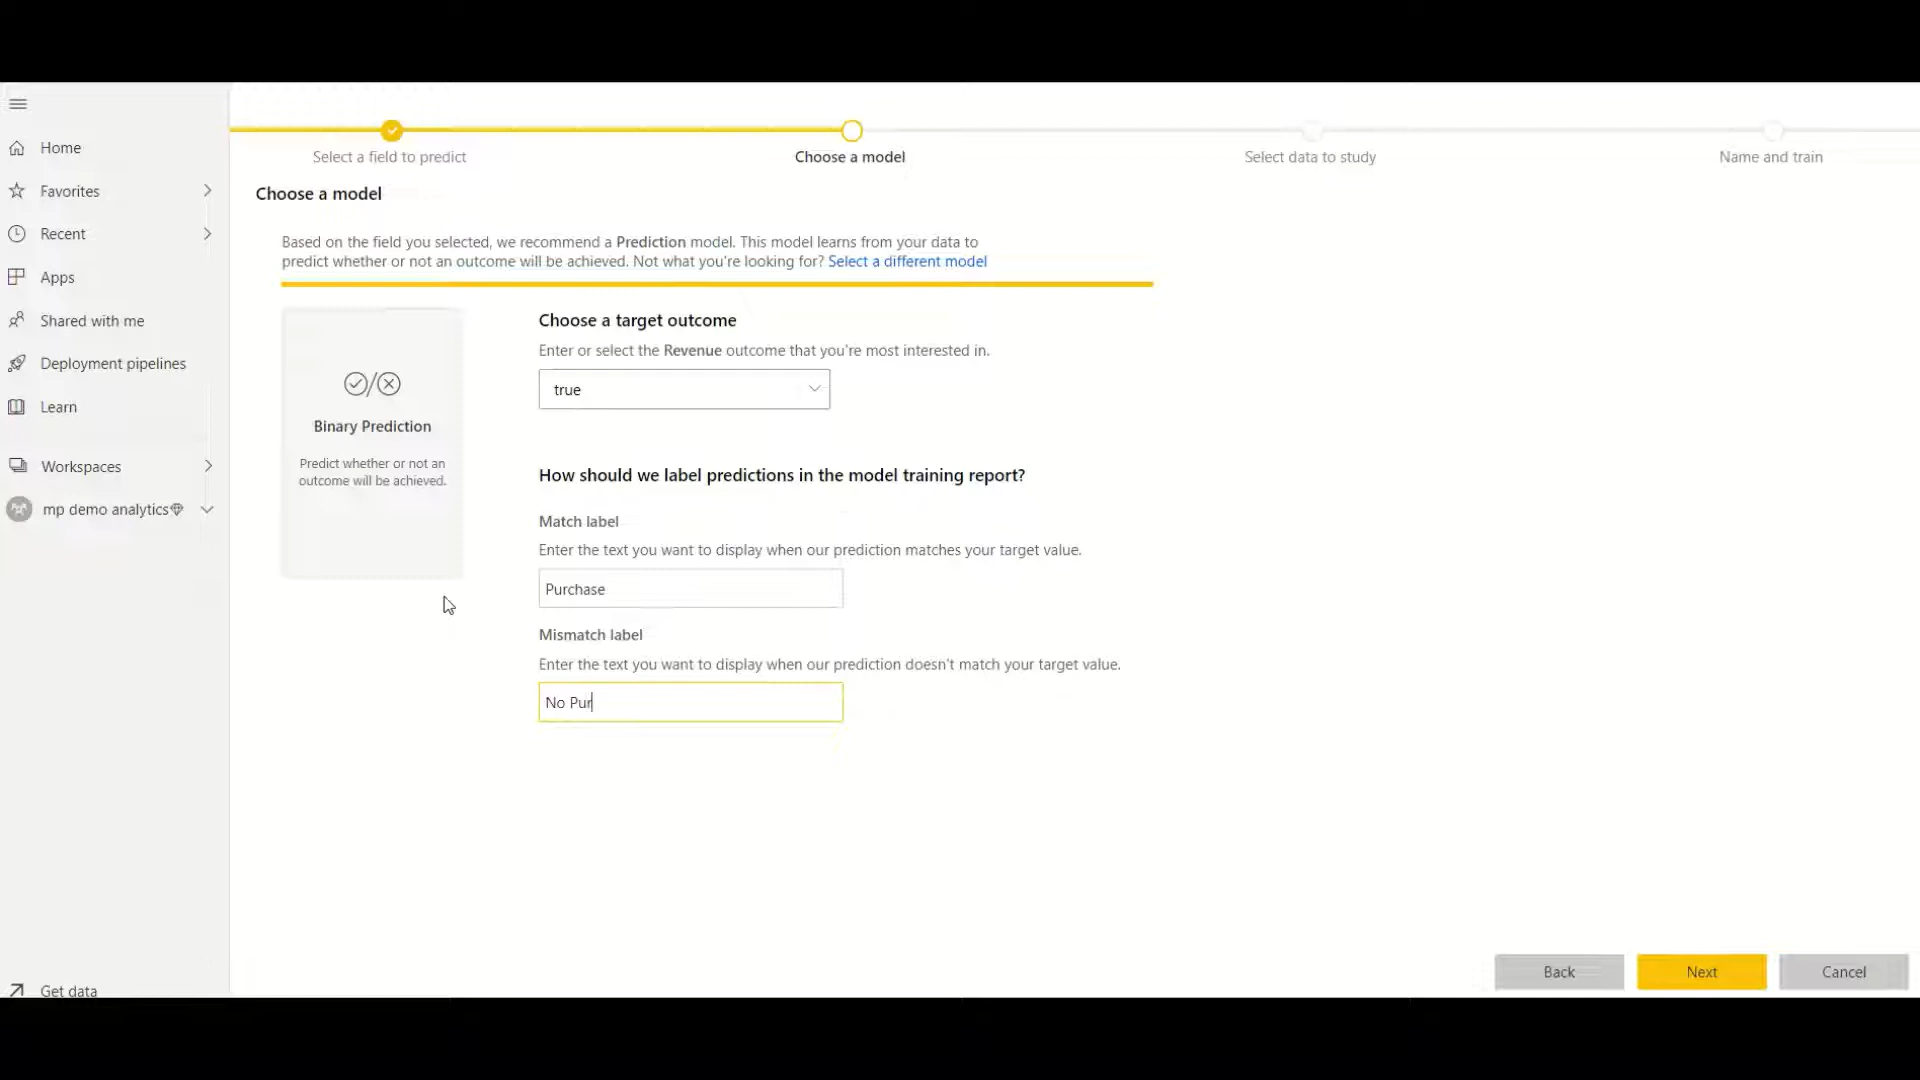 Home
Favorites
Recent
Apps
Shared with me
Deployment pipelines
Learn
Workspaces
mp demo analytics
Get data
Select a field to predict
Choose a model
Select data to study
Name and train
Choose a model
Based on the field you selected, we recommend a Prediction model. This model learns from your data to
predict whether or not an outcome will be achieved. Not what you're looking for? Select a different model
Binary Prediction
Predict whether or not an
outcome will be achieved.
Choose a target outcome
Enter or select the Revenue outcome that you're most interested in.
true
How should we label predictions in the model training report?
Match label
Enter the text you want to display when our prediction matches your target value.
Purchase
Mismatch label
Enter the text you want to display when our prediction doesn't match your target value.
No Pur
Back
Next
Cancel